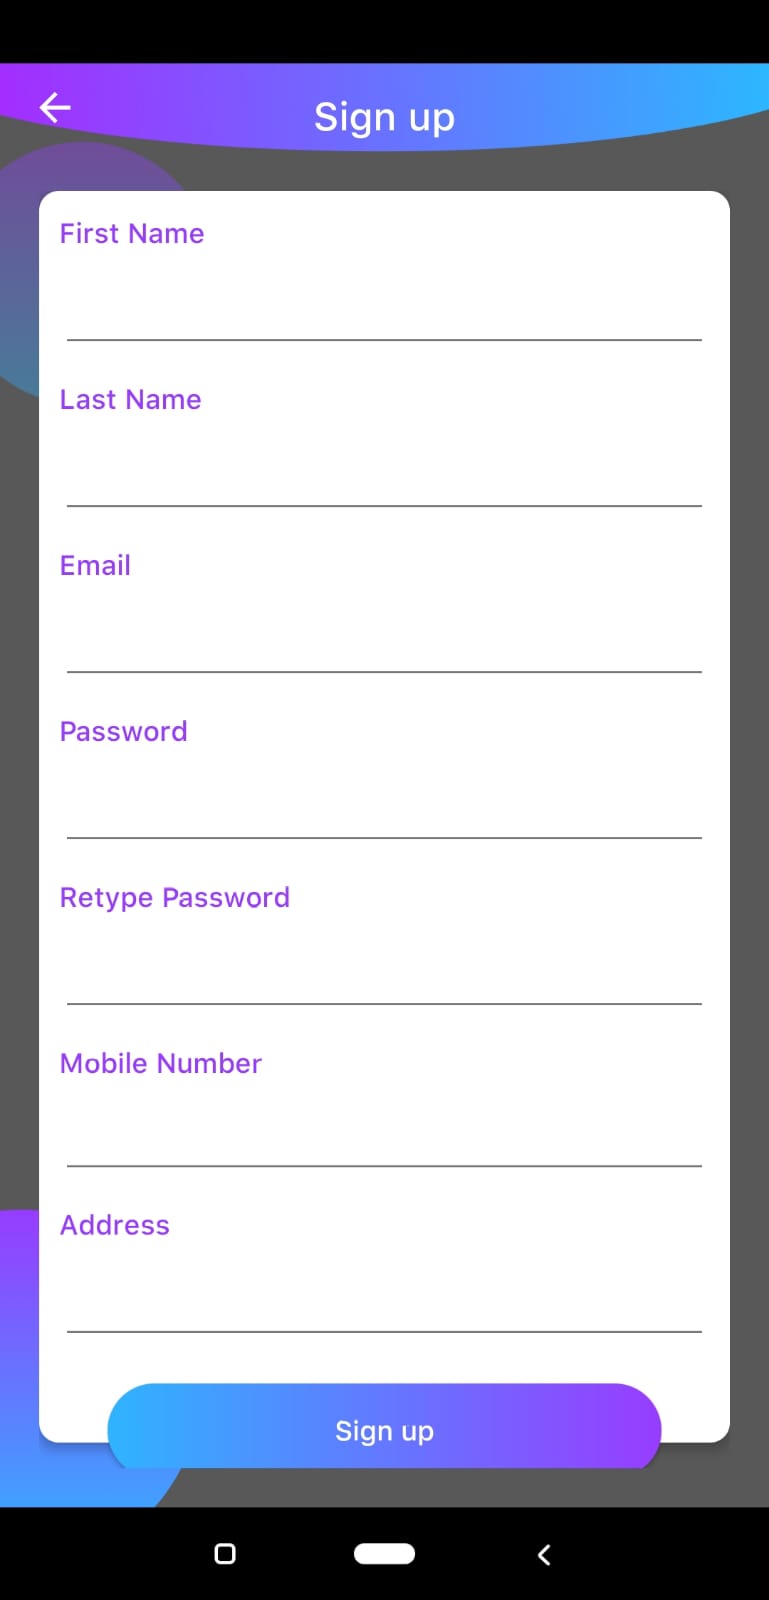 Sign up
First Name
Last Name
Email
Password
Retype Password
Mobile Number
Address
Sign up